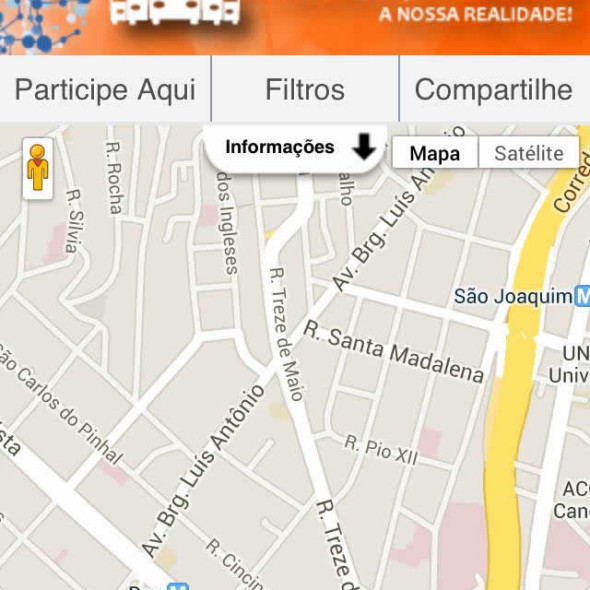 A NOSSA REALIDADE!
Participe Aqui
Filtros
Compartilhe
Informações
Mapa
Satélite
R. Rocha
R. Sílvia
dos Ingleses
alho
Av. Brg. Luís An
Corred
São Joaquim M
R. Treze de Maio
R. Santa Madalena
UN
Univ
ão Carlos do Pinhal
sta
Av. Brg. Luís Antônio
R. Pio XII
AC
Can
R. Treze d
R. Cincin